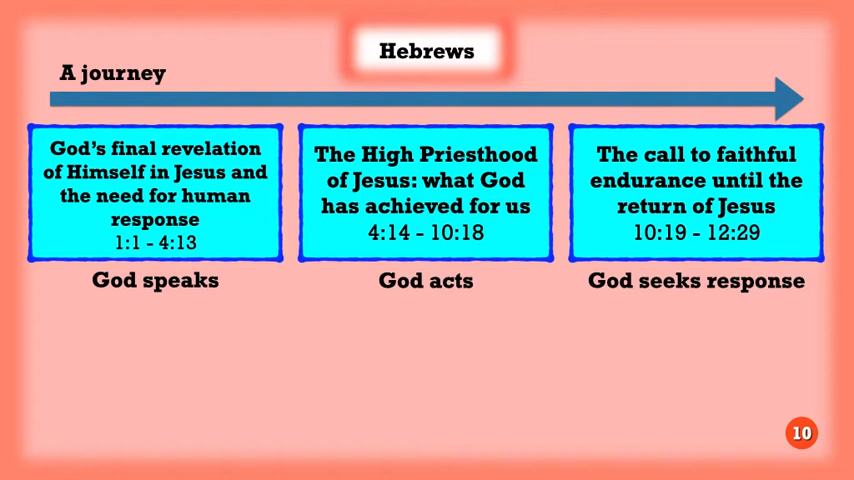 Hebrews
A journey
God’s final revelation
of Himself in Jesus and
the need for human
response
1:1 - 4:13
The High Priesthood
of Jesus: what God
has achieved for us
4:14 - 10:18
The call to faithful
endurance until the
return of Jesus
10:19 - 12:29
God speaks
God acts
God seeks response
10